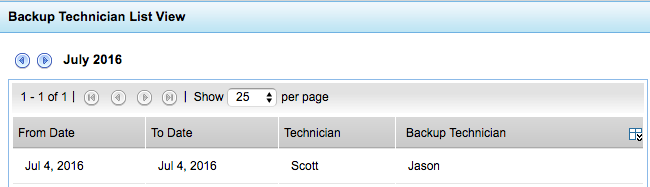 Backup Technician List View
July 2016
1 - 1 of 1 | Show 25 per page
From Date To Date Technician Backup Technician
Jul 4, 2016 Jul 4, 2016 Scott Jason